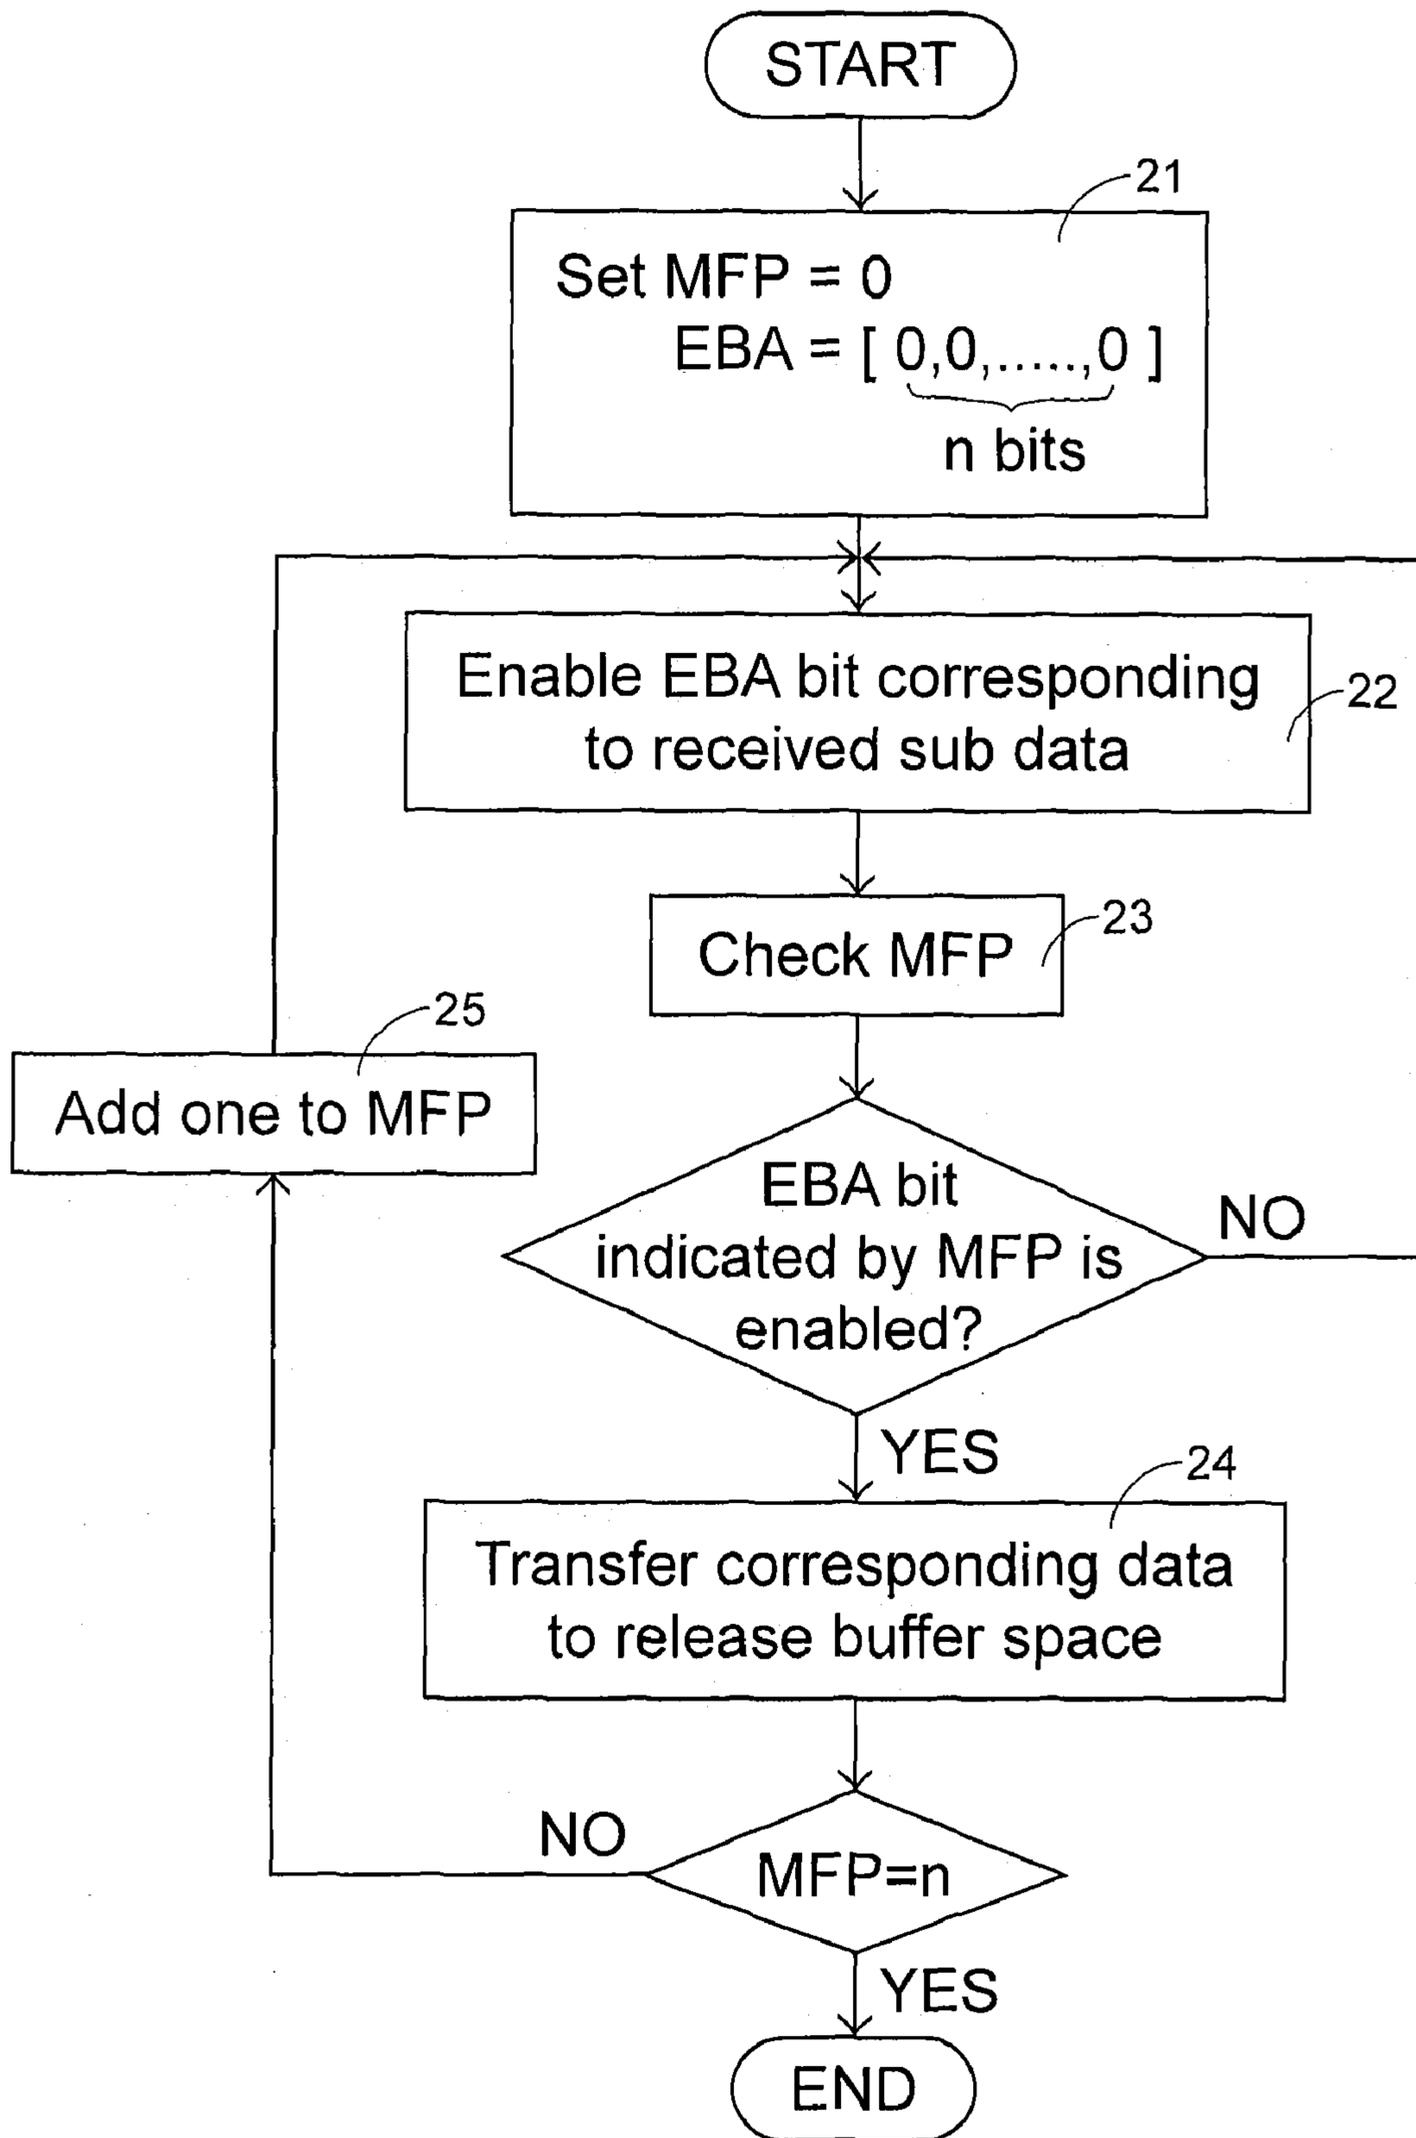 START
21
Set MFP = 0
EBA = [ 0,0,.....,0 ]
n bits
Enable EBA bit corresponding
to received sub data
22
Check MFP
23
25
Add one to MFP
EBA bit
indicated by MFP is
enabled?
NO
YES
24
Transfer corresponding data
to release buffer space
NO
MFP=n
YES
END